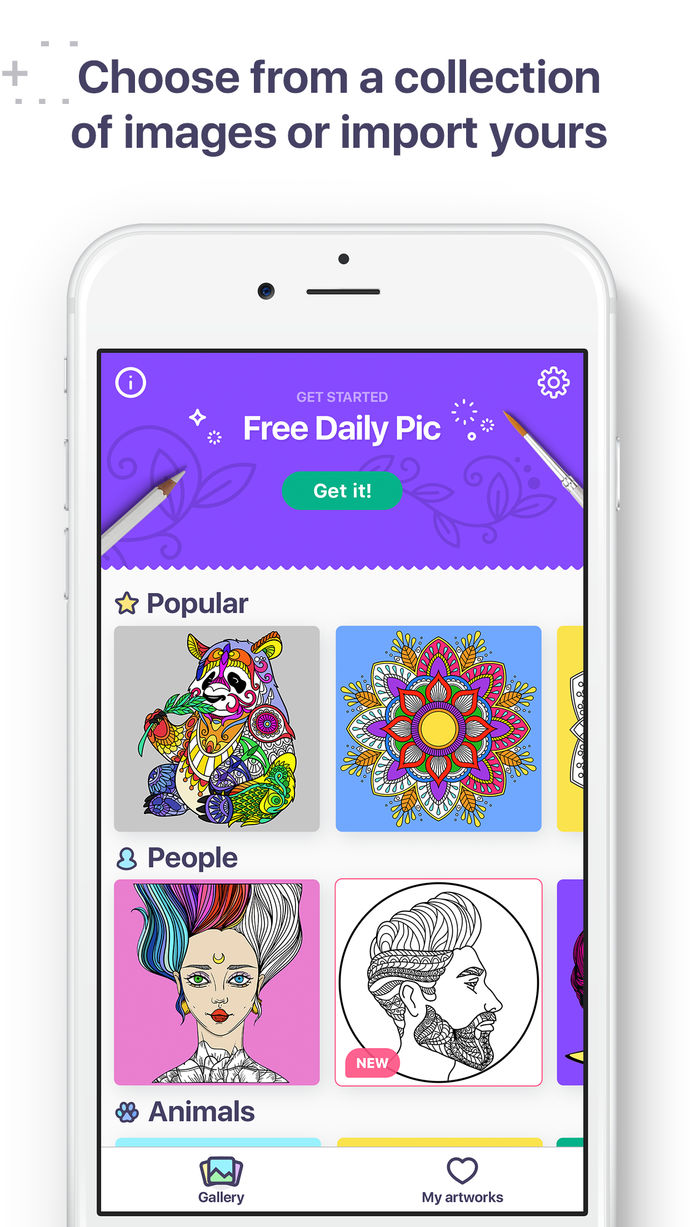 Choose from a collection
of images or import yours
GET STARTED
Free Daily Pic
Get it!
Popular
People
NEW
Animals
Gallery
My artworks